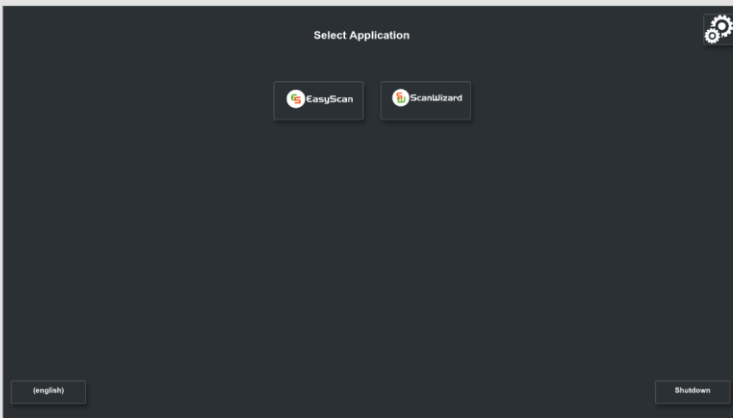 Select Application
EasyScan
ScanWizard
(english)
Shutdown